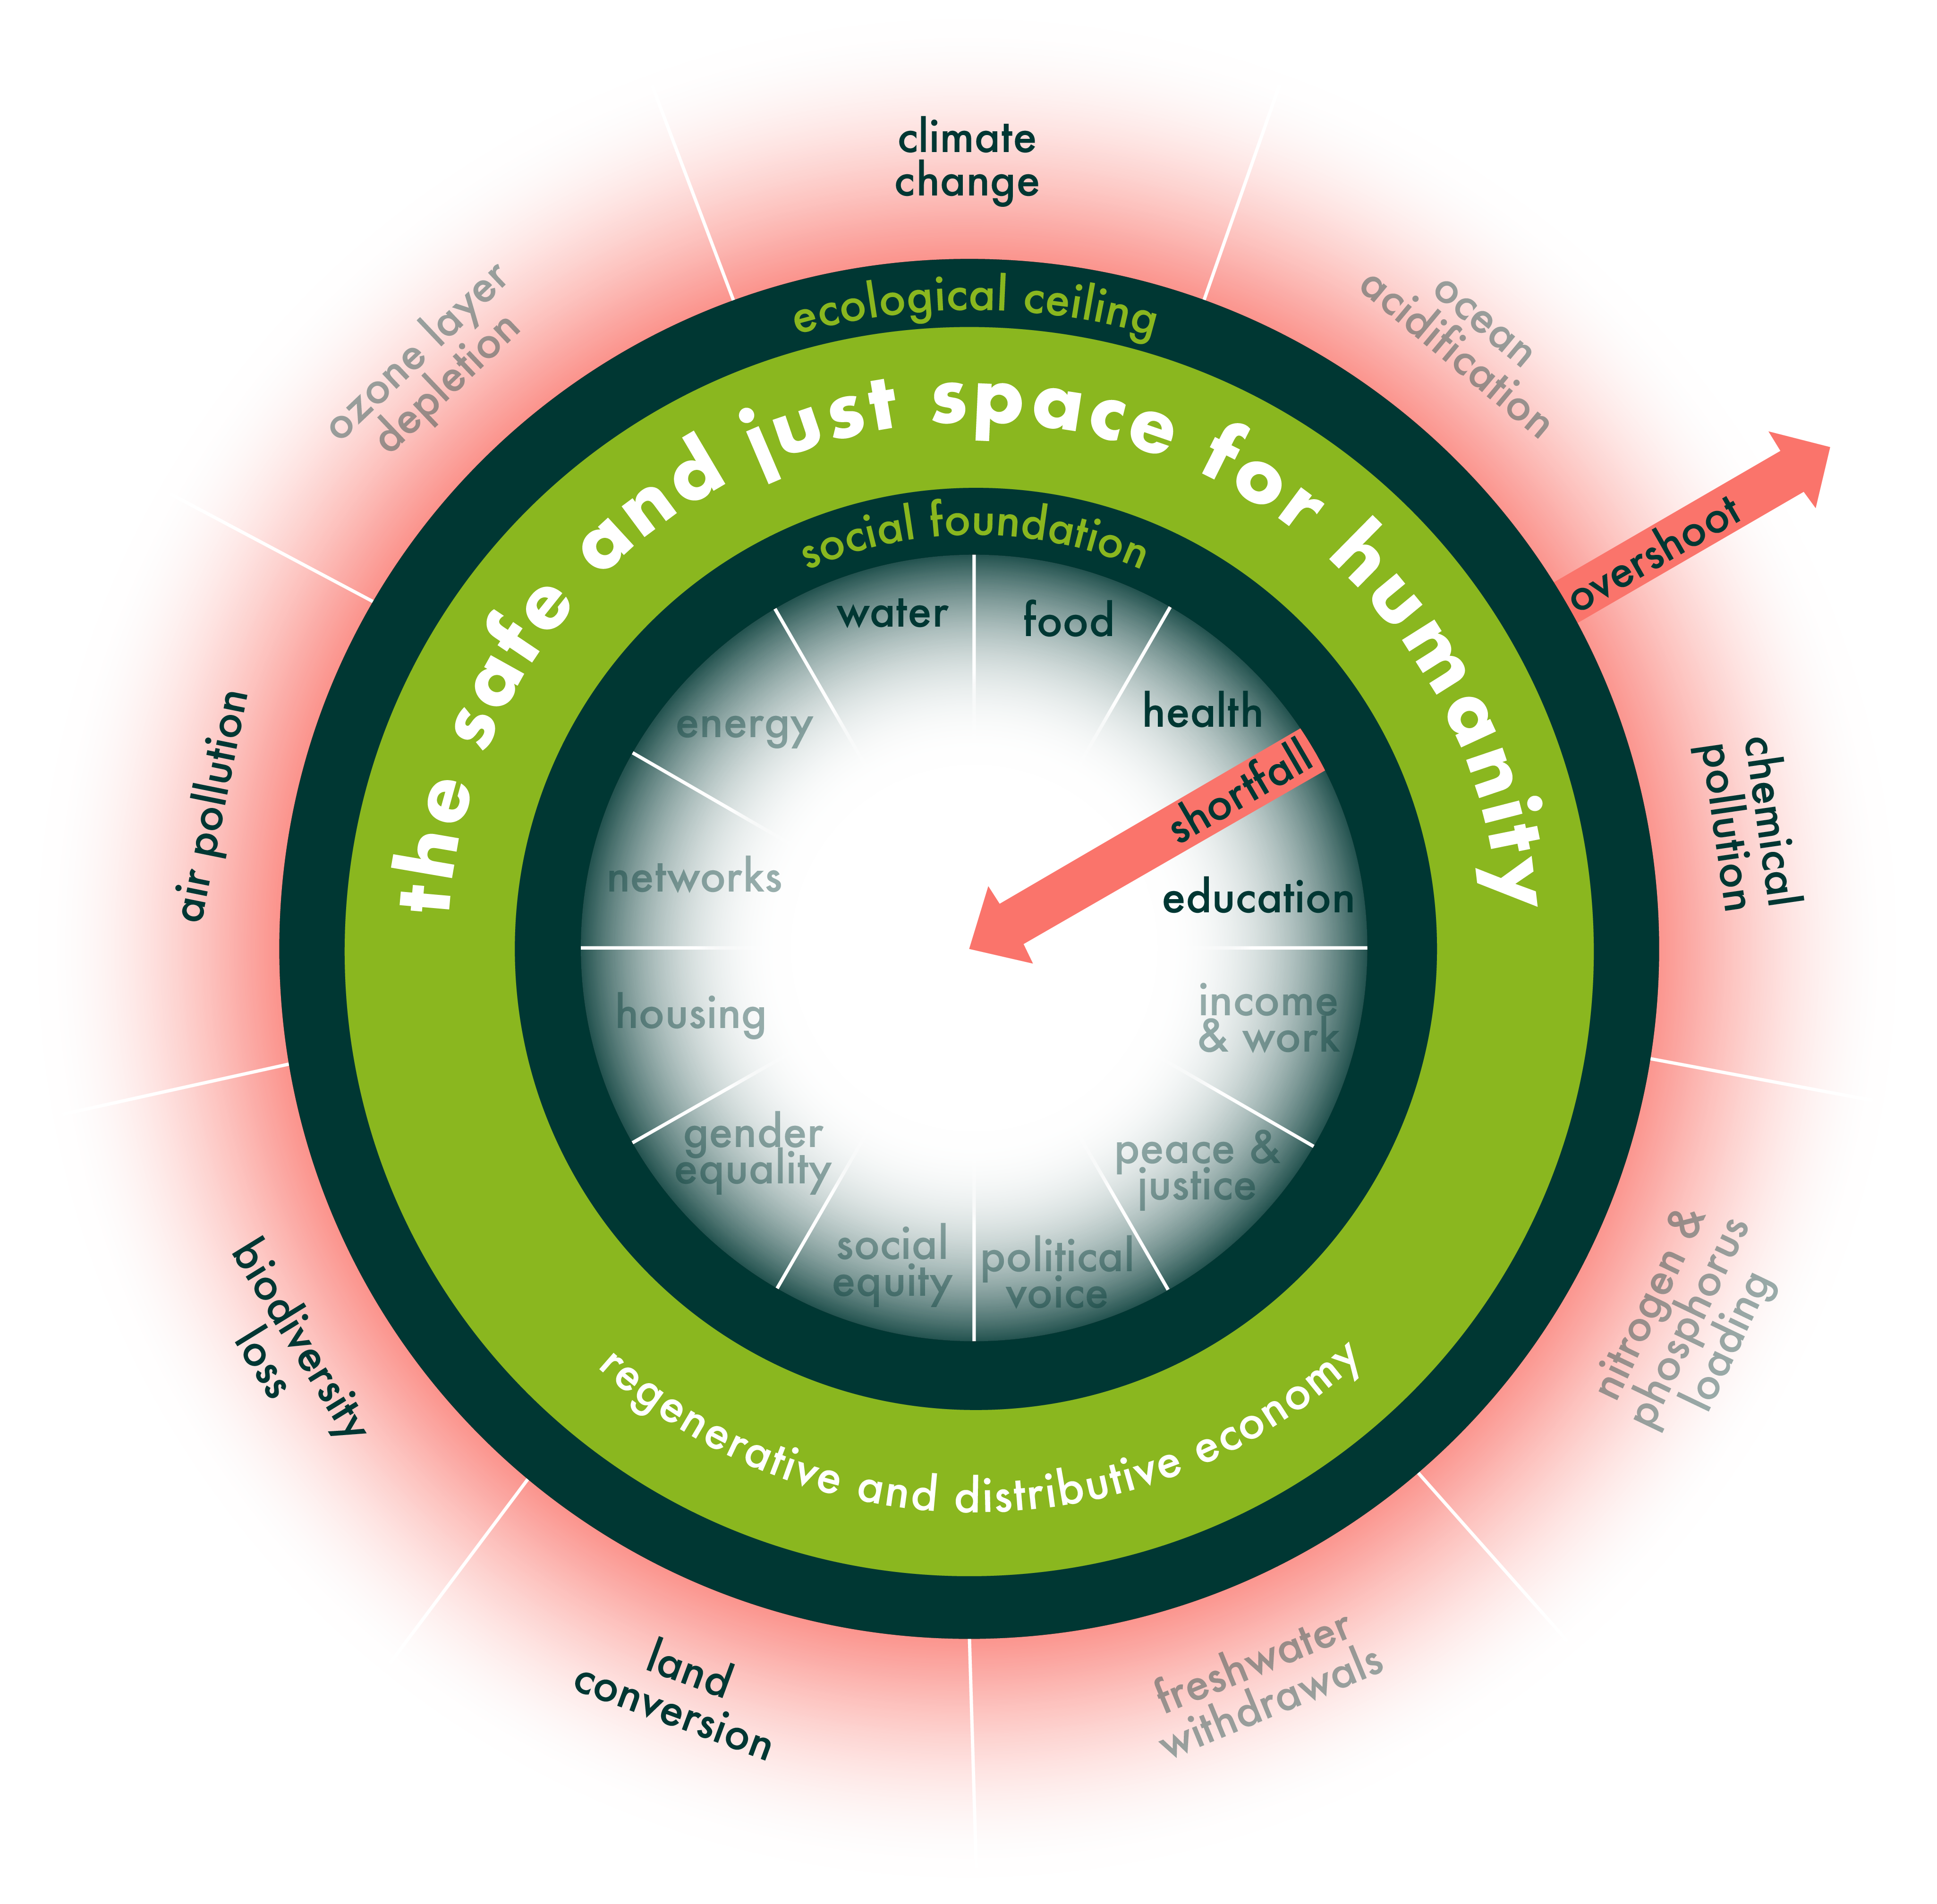 climate
change
ocean
acidification
chemical
pollution
nitrogen &
phosphorus
loading
freshwater
withdrawals
land
conversion
biodiversity
loss
air pollution
ozone layer
depletion
overshoot
ecological ceiling
the safe and just space for humanity
social foundation
water
food
health
shortfall
education
income
& work
peace &
justice
political
voice
social
equity
gender
equality
housing
networks
energy
regenerative and distributive economy